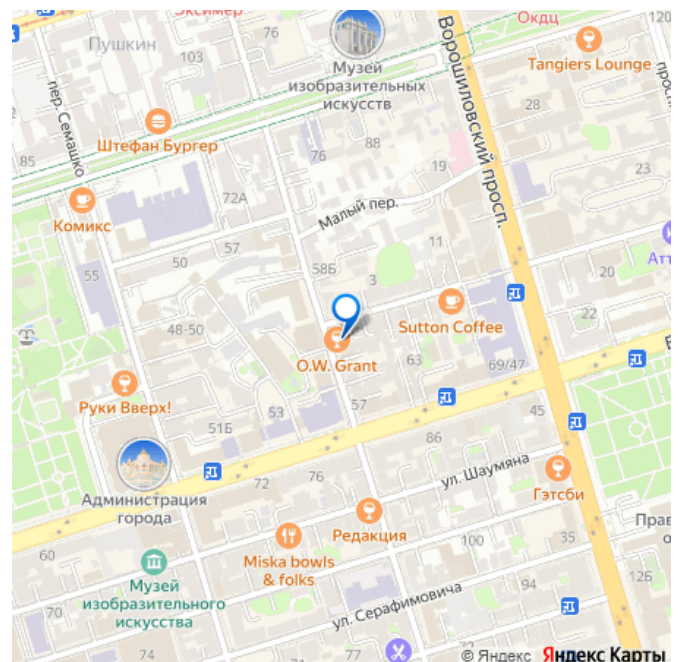 Эксимер
Окдц
120
76
Пушкин
103
Музей
изобразительных
искусств
Ворошиловский просп.
Tangiers Lounge
просп.
пер. Семашко
Штефан Бургер
28
88
76
85
19
23
72А
Комикс
Малый пер.
57
11
50
58Б
55
3
20
22
48-50
Sutton Coffee
O.W. Grant
63
69/47
Руки Вверх!
57
53
51Б
45
86
72
76
ул. Шаумяна
Гэтсби
Администрация
города
Редакция
60
100
35
Miska bowls
& folks
Музей
изобразительного
искусства
94
12Б
70
ул. Серафимовича
74
77
© Яндекс Яндекс Карты